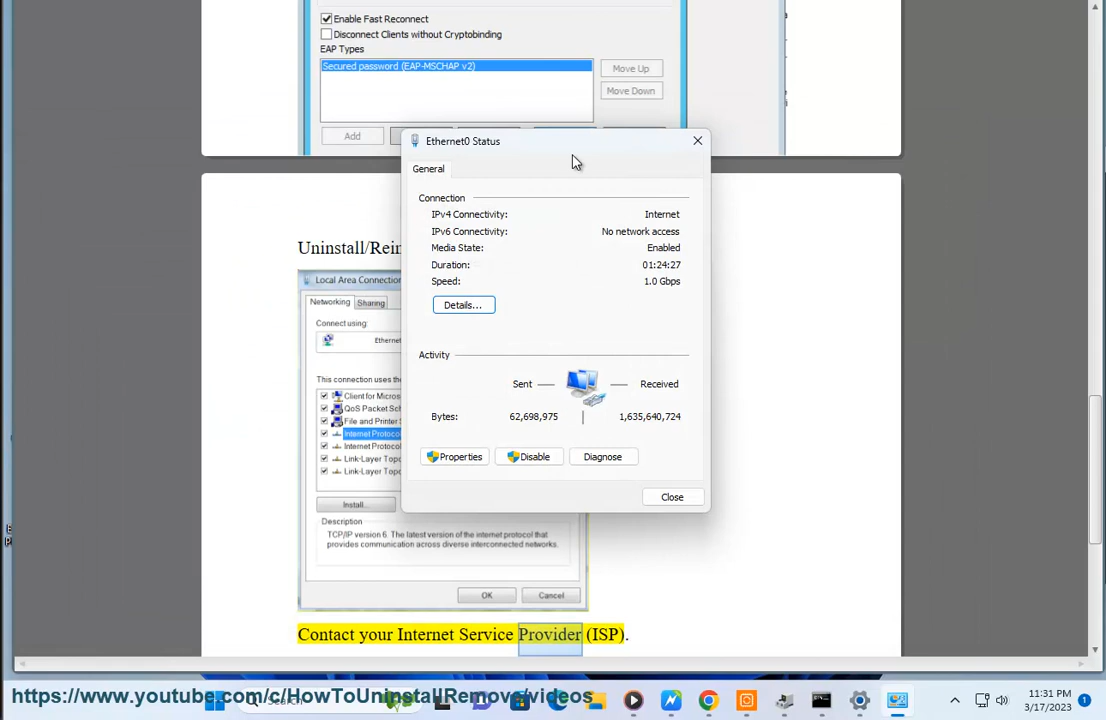 Enable Fast Reconnect
Disconnect Clients without Cryptobinding
EAP Types
Secured password (EAP-MSCHAP v2)
Move Up
Move Down
Add
Ethernet0 Status
General
Connection
IPv4 Connectivity: Internet
IPv6 Connectivity: No network access
Media State: Enabled
Duration: 01:24:27
Speed: 1.0 Gbps
Details...
Activity
Sent — — Received
Bytes: 62,698,975 | 1,635,640,724
Properties Disable Diagnose
Close
Uninstall/Rein
Local Area Connection
Networking Sharing
Connect using:
Etherne
This connection uses the
Client for Micros
QoS Packet Sch
File and Printer S
Internet Protoco
Internet Protoco
Link-Layer Topo
Link-Layer Topo
Install...
Description
TCP/IP version 6. The latest version of the internet protocol that
provides communication across diverse interconnected networks.
OK Cancel
Contact your Internet Service Provider (ISP).
https://www.youtube.com/c/HowToUninstallRemove/videos
Search
11:31 PM
3/17/2023